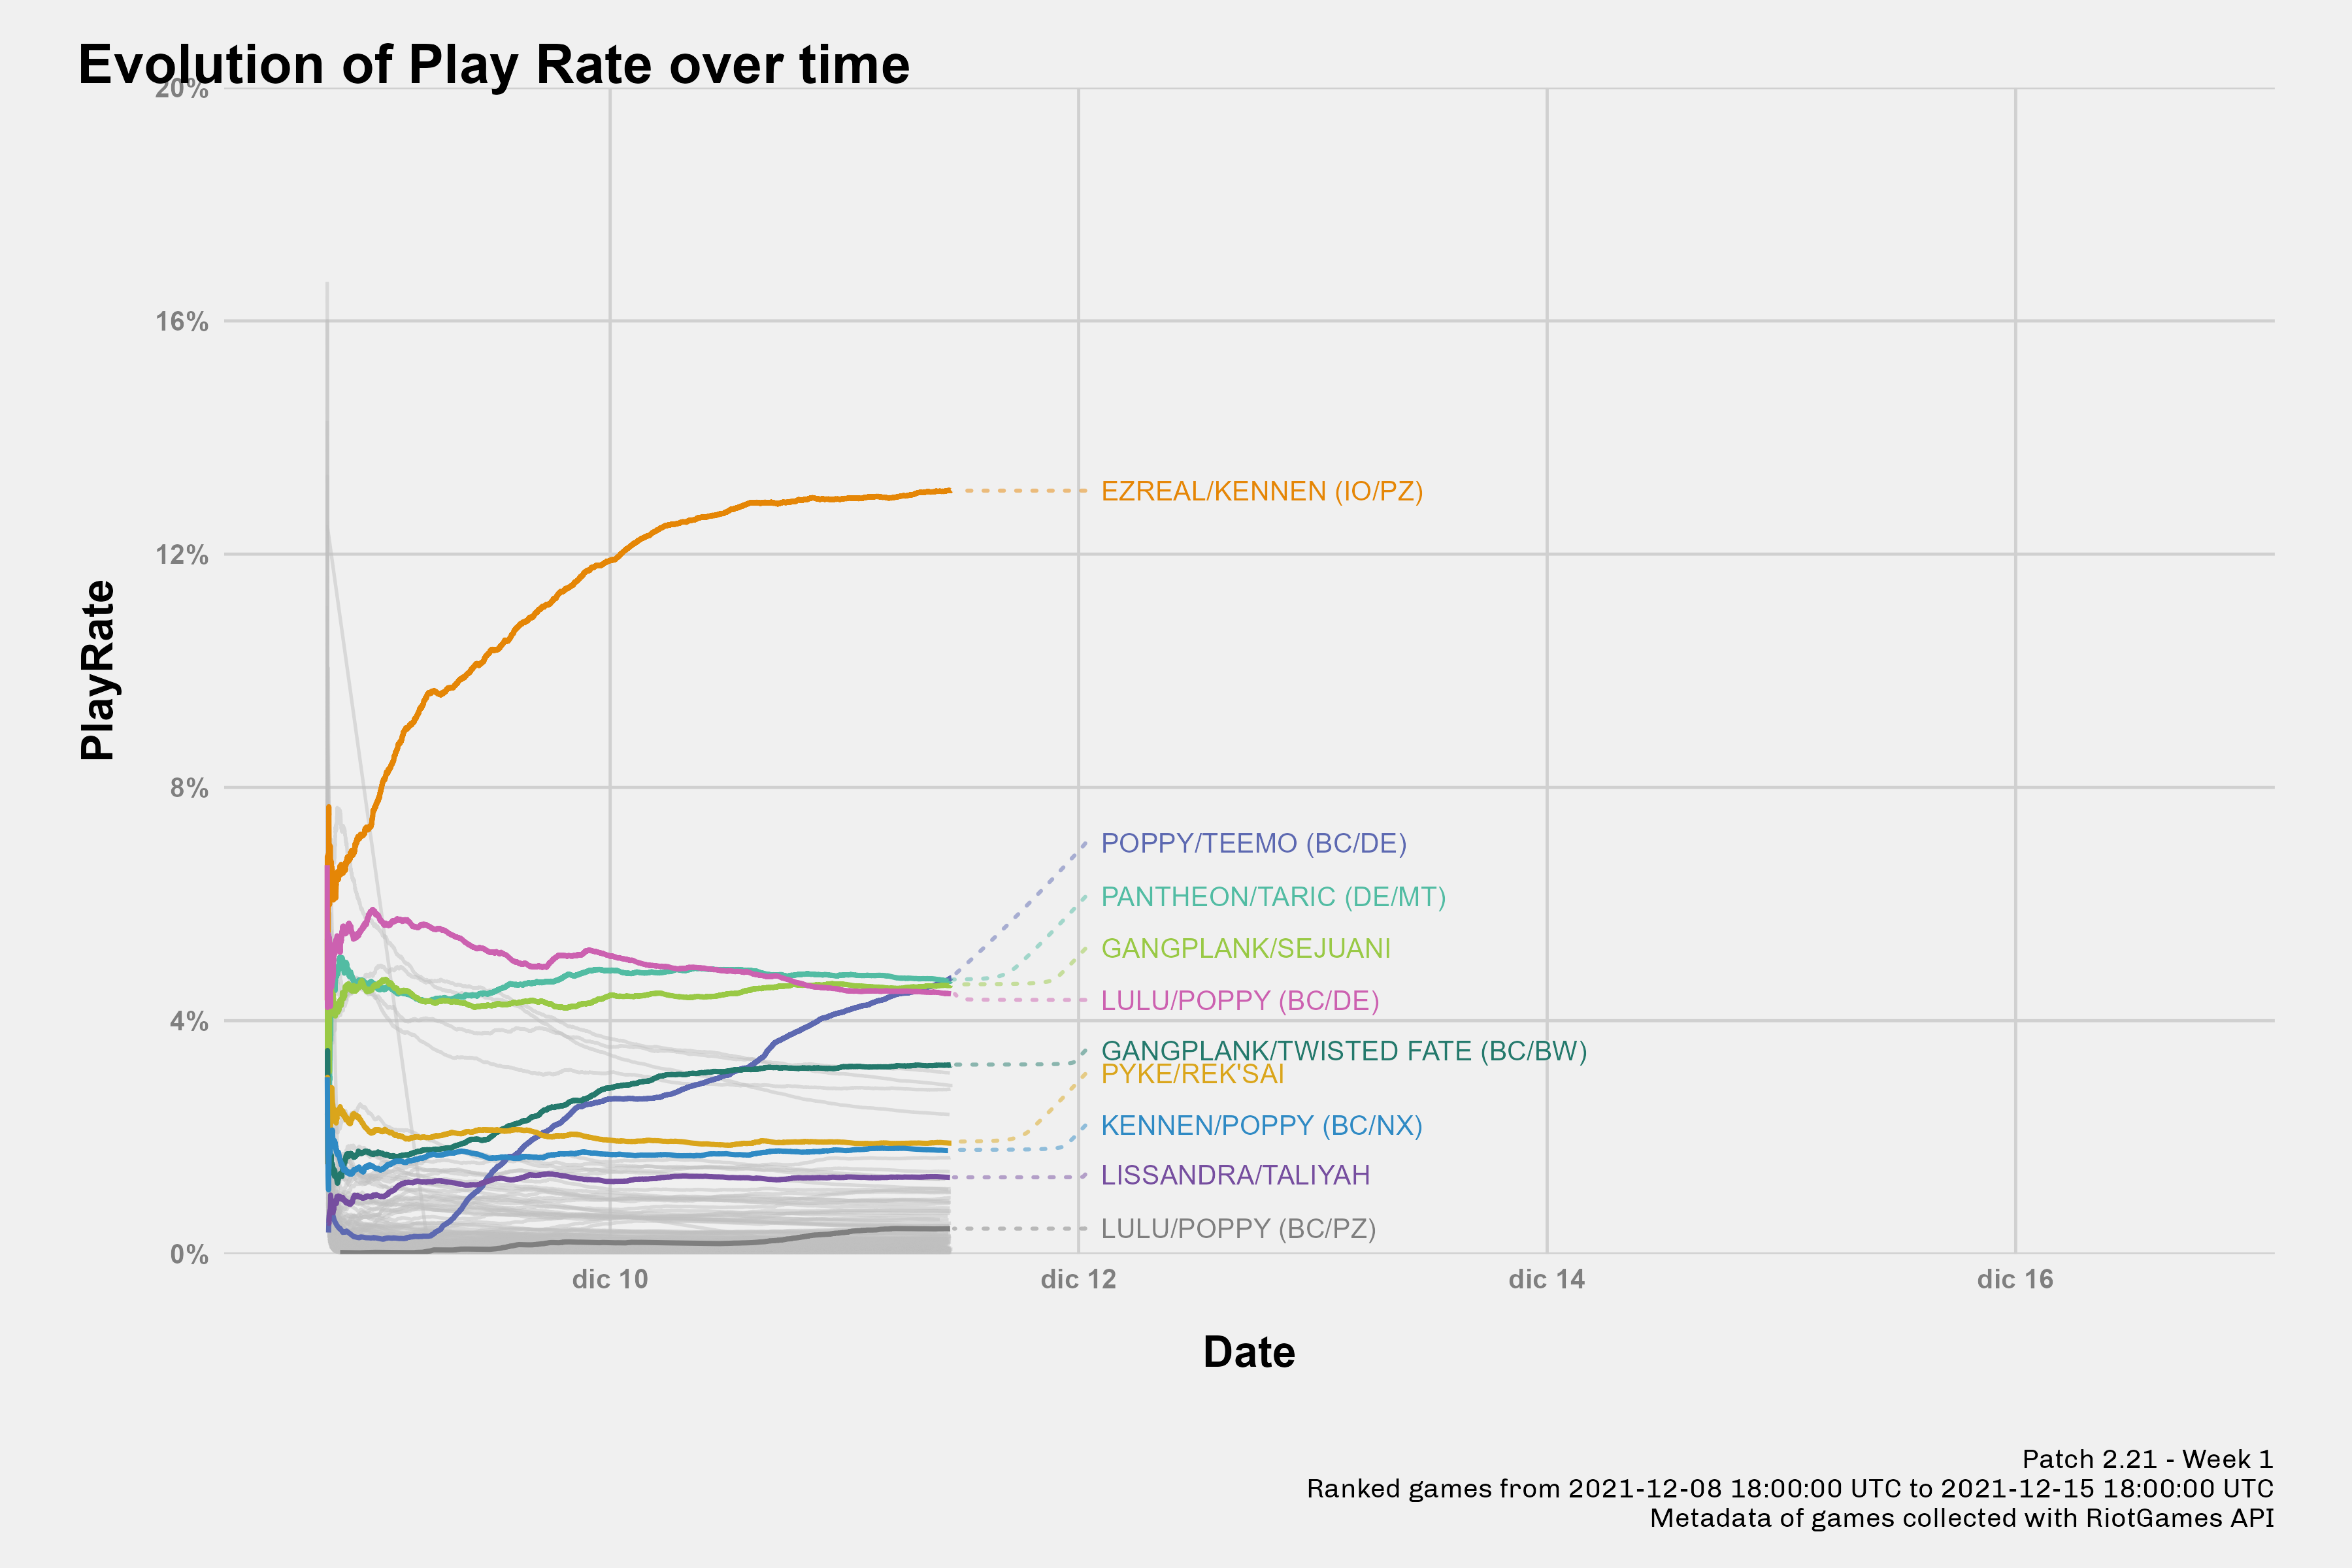 Evolution of Play Rate over time
20%
16%
12%
8%
4%
0%
PlayRate
EZREAL/KENNEN (IO/PZ)
POPPY/TEEMO (BC/DE)
PANTHEON/TARIC (DE/MT)
GANGPLANK/SEJUANI
LULU/POPPY (BC/DE)
GANGPLANK/TWISTED FATE (BC/BW)
PYKE/REK'SAI
KENNEN/POPPY (BC/NX)
LISSANDRA/TALIYAH
LULU/POPPY (BC/PZ)
dic 10
dic 12
dic 14
dic 16
Date
Patch 2.21 - Week 1
Ranked games from 2021-12-08 18:00:00 UTC to 2021-12-15 18:00:00 UTC
Metadata of games collected with RiotGames API